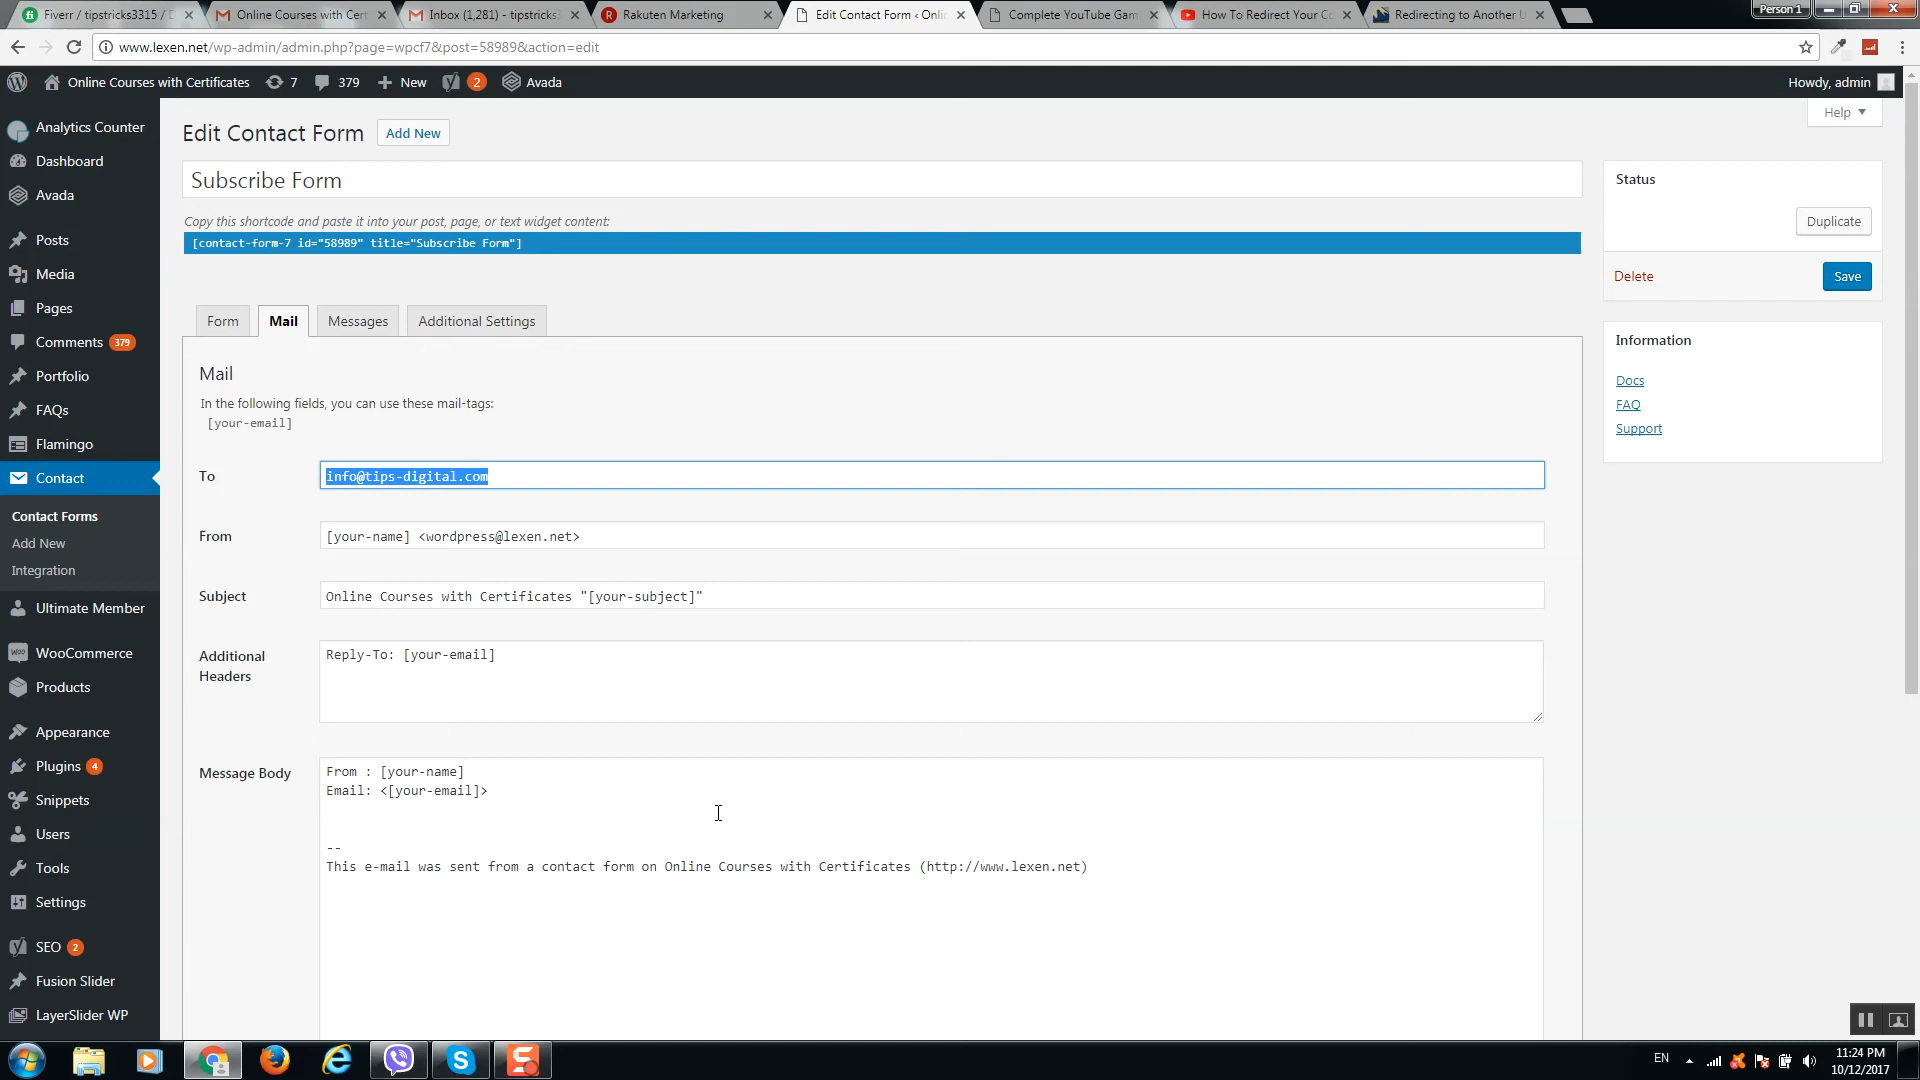 Fiverr / tipstricks3315 / D
Online Courses with Cert
Inbox (1,281) - tipstricks3
Rakuten Marketing
Edit Contact Form ‹ Onli
Complete YouTube Gam
How To Redirect Your Co
Redirecting to Another U
Person 1
www.lexen.net/wp-admin/admin.php?page=wpcf7&post=58989&action=edit
Online Courses with Certificates
7
379
New
2
Avada
Howdy, admin
Analytics Counter
Dashboard
Avada
Posts
Media
Pages
Comments 379
Portfolio
FAQs
Flamingo
Contact
Contact Forms
Add New
Integration
Ultimate Member
WooCommerce
Products
Appearance
Plugins 4
Snippets
Users
Tools
Settings
SEO 2
Fusion Slider
LayerSlider WP
Help
Edit Contact Form
Add New
Subscribe Form
Copy this shortcode and paste it into your post, page, or text widget content:
[contact-form-7 id="58989" title="Subscribe Form"]
Form
Mail
Messages
Additional Settings
Mail
In the following fields, you can use these mail-tags:
[your-email]
To
info@tips-digital.com
From
[your-name] <wordpress@lexen.net>
Subject
Online Courses with Certificates "[your-subject]"
Additional
Headers
Reply-To: [your-email]
Message Body
From : [your-name]
Email: <[your-email]>
--
This e-mail was sent from a contact form on Online Courses with Certificates (http://www.lexen.net)
Status
Duplicate
Delete
Save
Information
Docs
FAQ
Support
EN
11:24 PM
10/12/2017